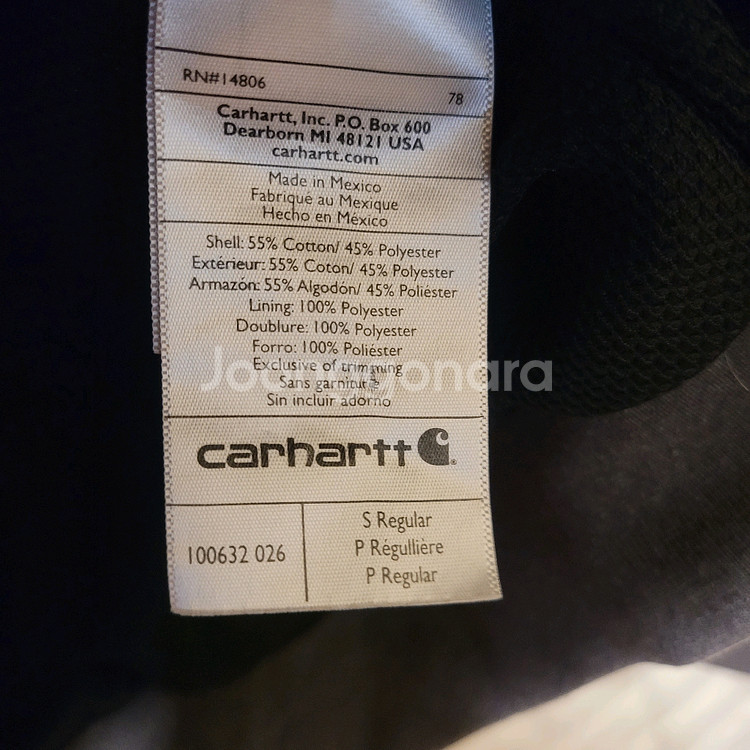 RN#14806
78
Carhartt, Inc. P.O. Box 600
Dearborn MI 48121 USA
carhartt.com
Made in Mexico
Fabriqué au Mexique
Hecho en México
Shell: 55% Cotton/ 45% Polyester
Extérieur: 55% Coton/ 45% Polyester
Armazón: 55% Algodón/ 45% Poliéster
Lining: 100% Polyester
Doublure: 100% Polyester
Forro: 100% Poliéster
Exclusive of trimming
Sans garniture
Sin incluir adorno
carhartt
100632 026
S Regular
P Régullière
P Regular